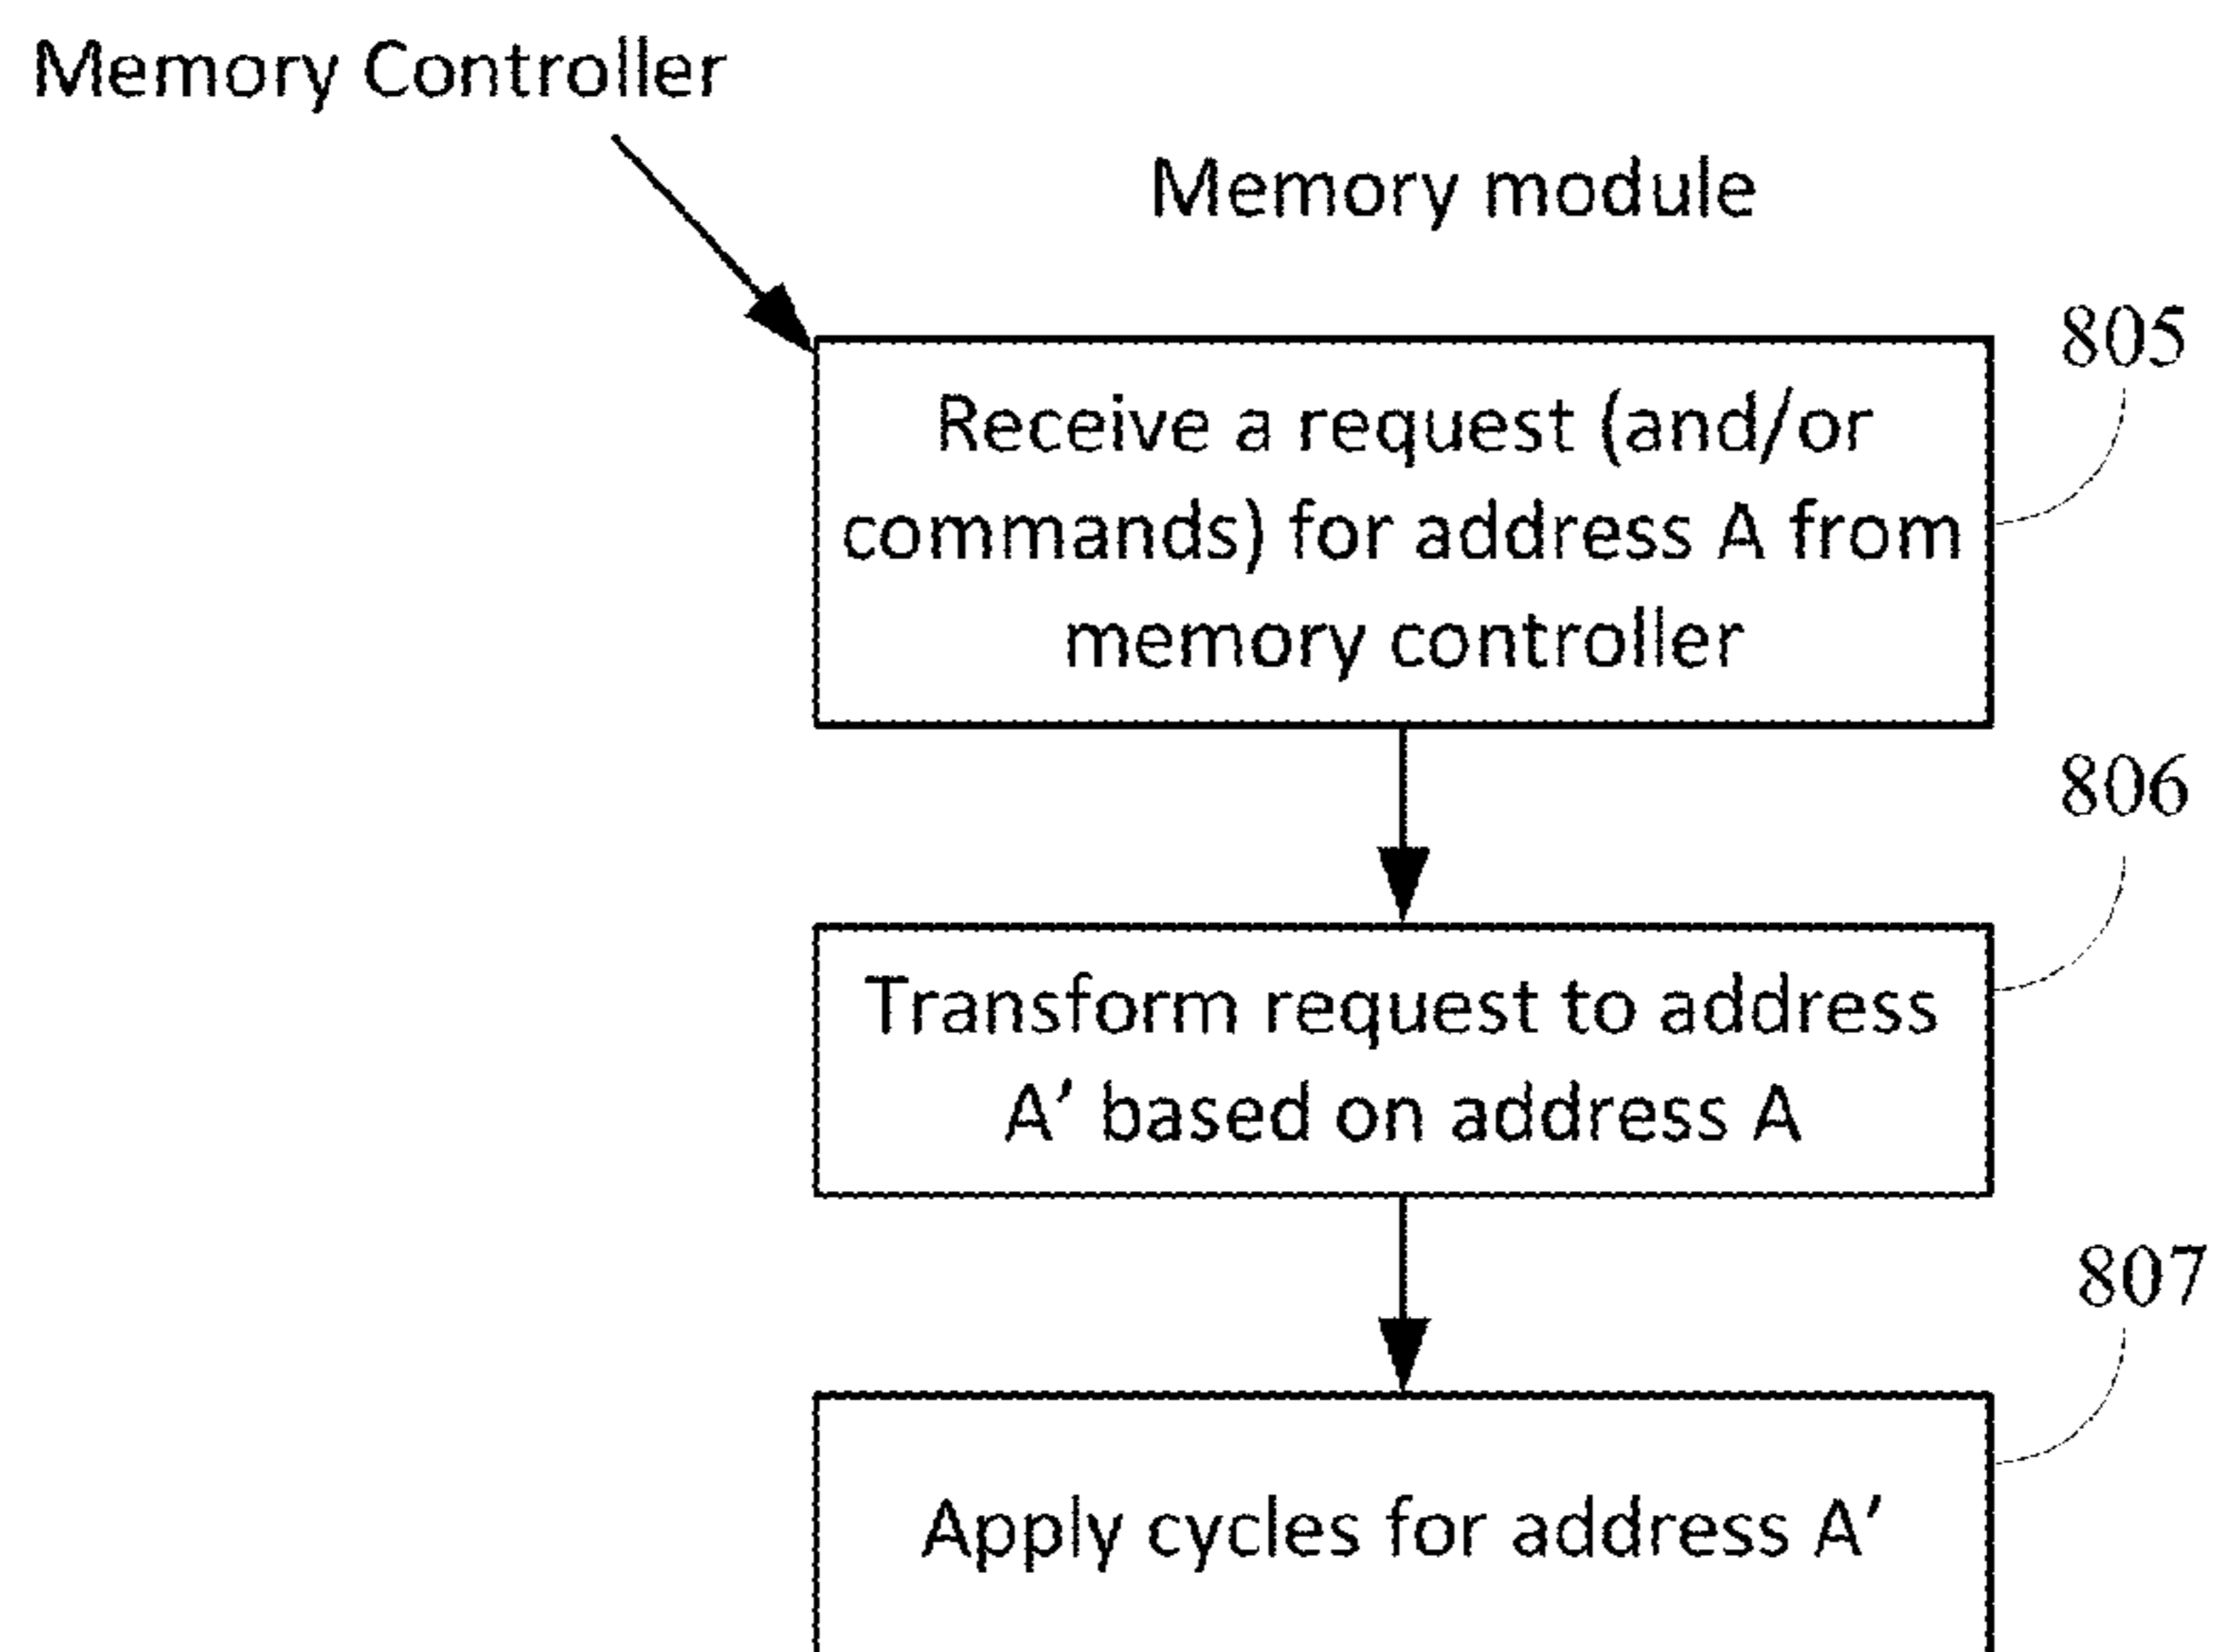 Memory Controller
Memory module
805
Receive a request (and/or
commands) for address A from
memory controller
806
Transform request to address
A' based on address A
807
Apply cycles for address A'